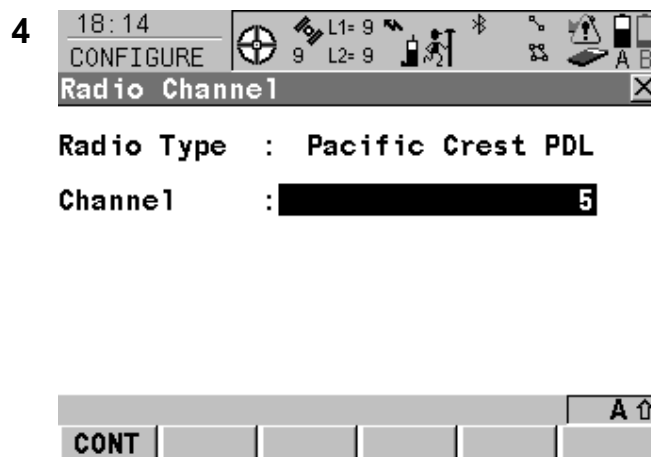 4
18:14
CONFIGURE
9
L1= 9
L2= 9
A B
Radio Channel
Radio Type : Pacific Crest PDL
Channel : 5
A
CONT